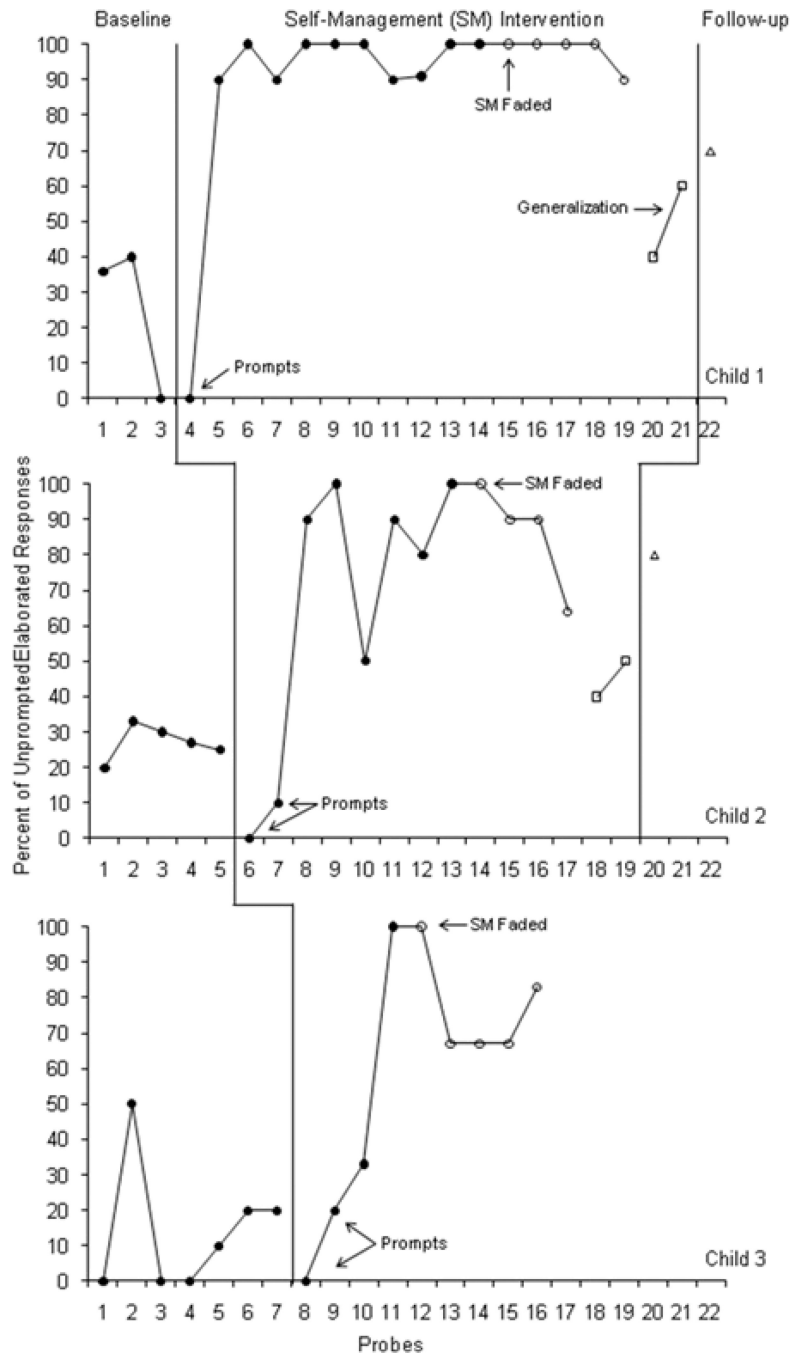 Baseline Self-Management (SM) Intervention Follow-up
100
90
80
70
60
50
40
30
20
10
0
SM Faded
Generalization
Prompts
Child 1
1 2 3 4 5 6 7 8 9 10 11 12 13 14 15 16 17 18 19 20 21 22
Percent of Unprompted Elaborated Responses
100
90
80
70
60
50
40
30
20
10
0
SM Faded
Prompts
Child 2
1 2 3 4 5 6 7 8 9 10 11 12 13 14 15 16 17 18 19 20 21 22
100
90
80
70
60
50
40
30
20
10
0
SM Faded
Prompts
Child 3
1 2 3 4 5 6 7 8 9 10 11 12 13 14 15 16 17 18 19 20 21 22
Probes